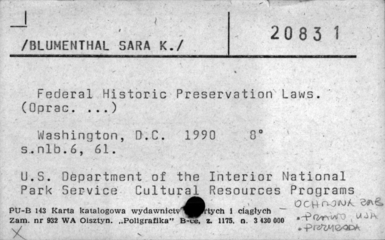 20831
/BLUMENTHAL SARA K./
Federal Historic Preservation Laws.
(Oprac. ...)
Washington, D.C. 1990 8°
s.nlb.6, 61.
U.S. Department of the Interior National
Park Service Cultural Resources Programs
PU-B 143 Karta katalogowa wydawnictw zwartych i ciągłych –
Zam. nr 932 WA Olsztyn. „Poligrafika” B-ce, z. 1175. n. 3 430 000
OCHRONA ZAB
• PRAWO, USA
• PRZYRODA